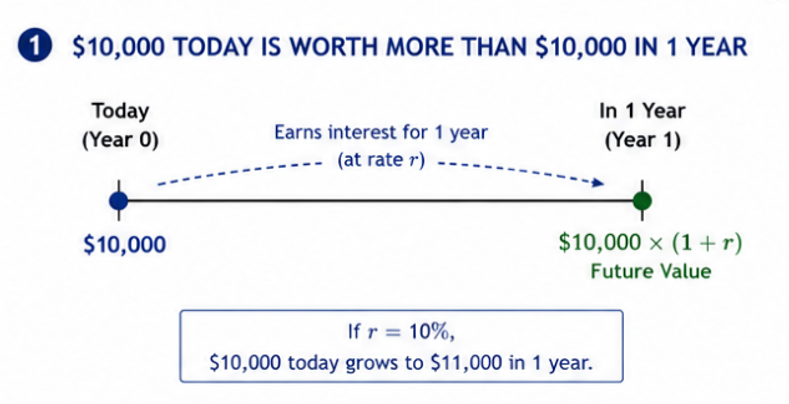 1 $10,000 TODAY IS WORTH MORE THAN $10,000 IN 1 YEAR
Today
(Year 0)
Earns interest for 1 year
(at rate r)
In 1 Year
(Year 1)
$10,000
$10,000 × (1 + r)
Future Value
If r = 10%,
$10,000 today grows to $11,000 in 1 year.